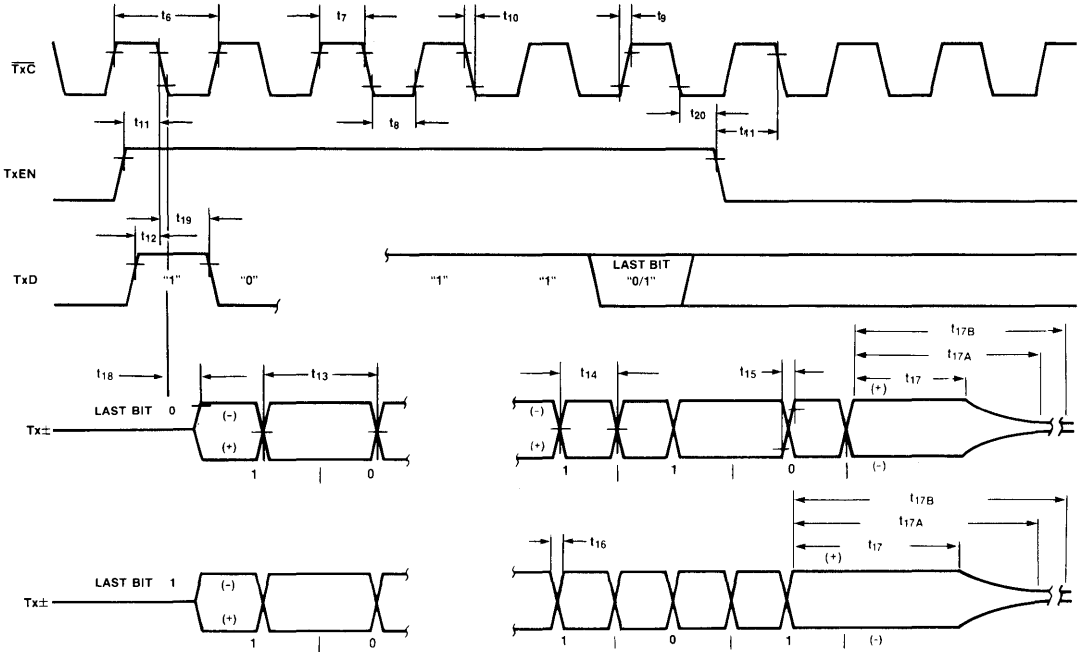 t6 t7 t10 t9
TxC
t11 t8 t20 t11
TxEN
t19
t12
TxD "1" "0" "1" "1" LAST BIT "0/1"
t17B
t17A
t18 t13 t14 t15 t17
LAST BIT 0 (-) (-) (+)
Tx±
(+) (+) (-)
1 | 0 1 | 1 | 0 |
t17B
t17A
t16 t17
(+)
LAST BIT 1 (-)
Tx±
(+) (-)
1 | 0 1 | 0 | 1 |